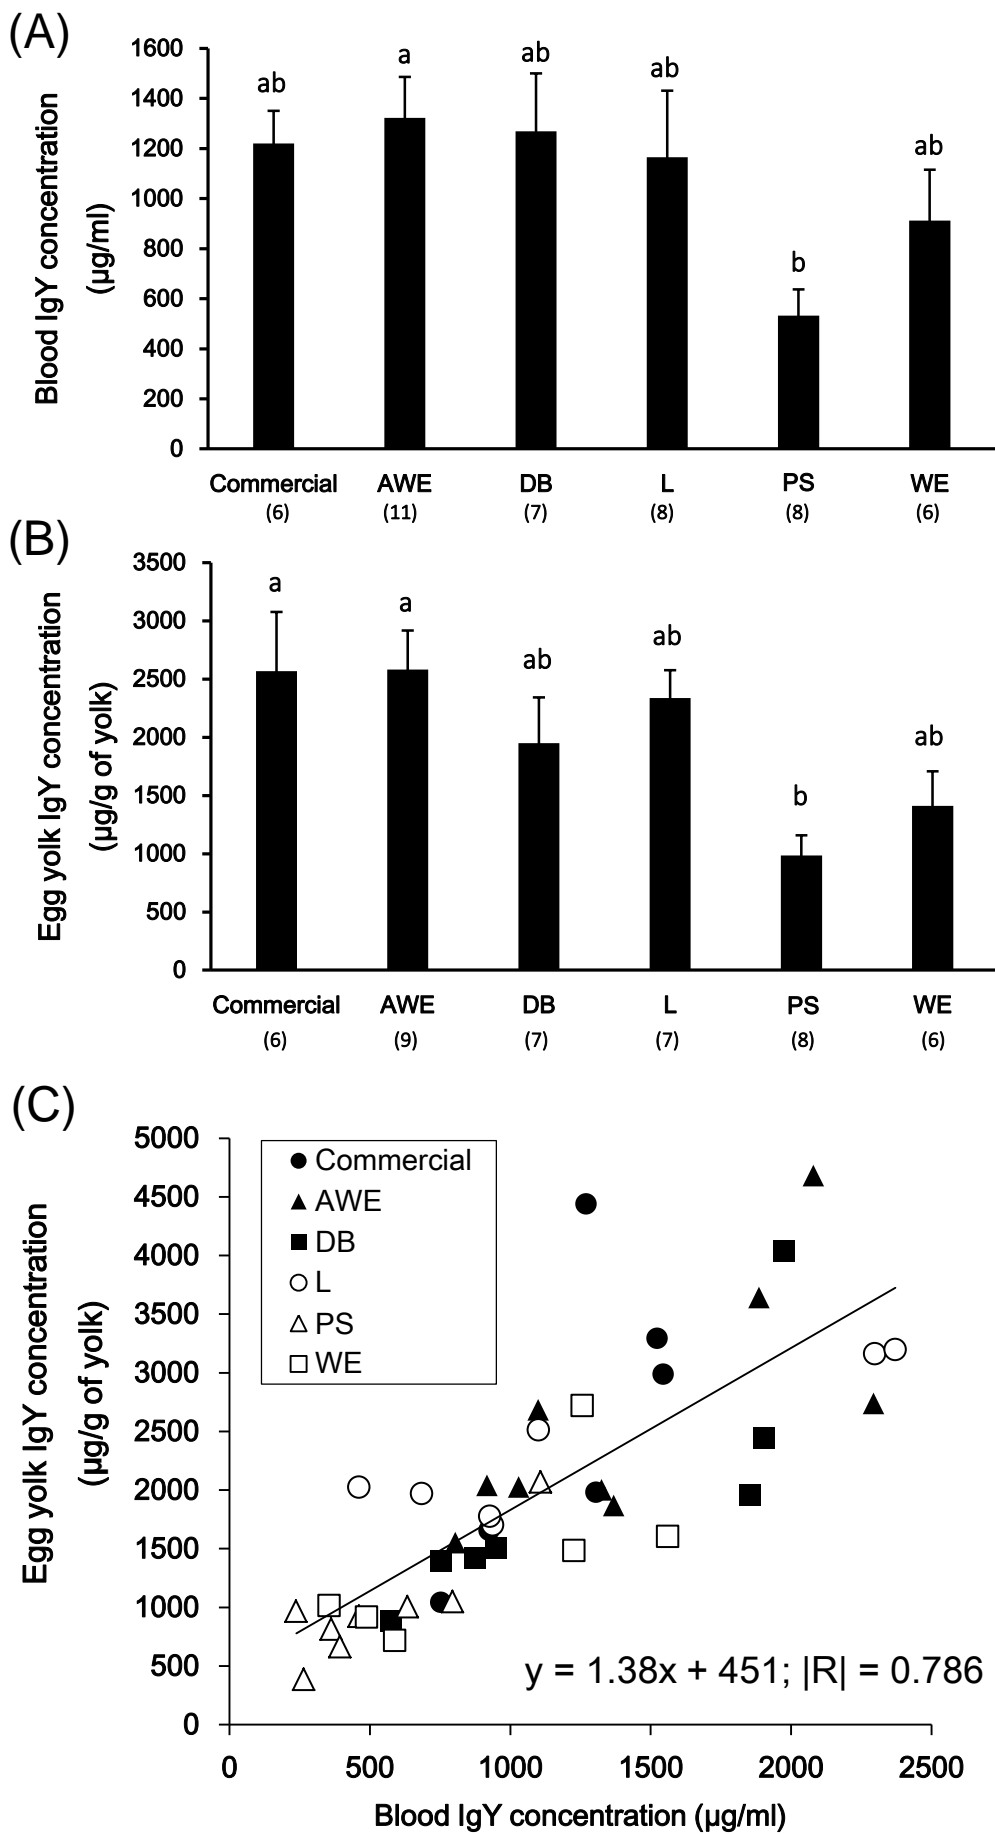 (A)
Blood IgY concentration
(µg/ml)
1600
1400
1200
1000
800
600
400
200
0
ab
a
ab
ab
b
ab
Commercial AWE DB L PS WE
(6) (11) (7) (8) (8) (6)
(B)
Egg yolk IgY concentration
(µg/g of yolk)
3500
3000
2500
2000
1500
1000
500
0
a
a
ab
ab
b
ab
Commercial AWE DB L PS WE
(6) (9) (7) (7) (8) (6)
(C)
Egg yolk IgY concentration
(µg/g of yolk)
5000
4500
4000
3500
3000
2500
2000
1500
1000
500
0
Commercial
AWE
DB
L
PS
WE
y = 1.38x + 451; |R| = 0.786
0 500 1000 1500 2000 2500
Blood IgY concentration (µg/ml)